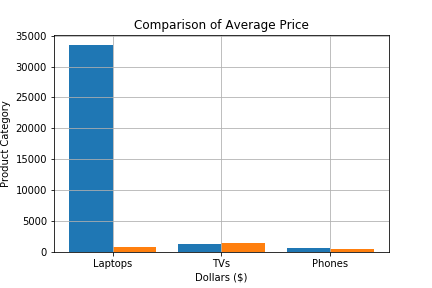 Comparison of Average Price
Product Category
35000
30000
25000
20000
15000
10000
5000
0
Laptops TVs Phones
Dollars ($)